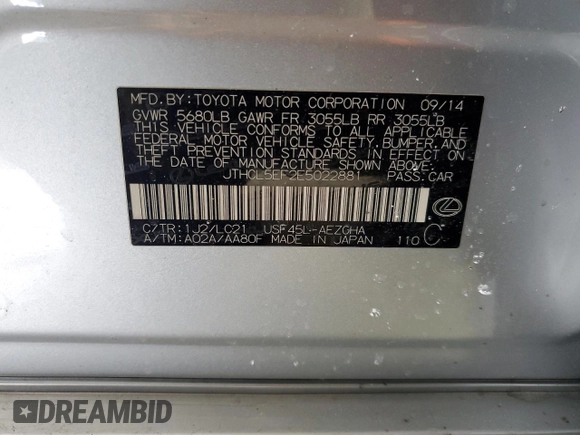 MFD.BY:TOYOTA MOTOR CORPORATION 09/14
GVWR 5680LB GAWR FR 3055LB RR 3055LB
THIS VEHICLE CONFORMS TO ALL APPLICABLE
FEDERAL MOTOR VEHICLE SAFETY,BUMPER,AND
THEFT PREVENTION STANDARDS IN EFFECT ON
THE DATE OF MANUFACTURE SHOWN ABOVE.
JTHCL5EF2E5022881 PASS.CAR
C/TR:1J2/LC21 USF45L-AEZGHA
A/TM:A02A/AA80F MADE IN JAPAN 110 C
DREAMBID